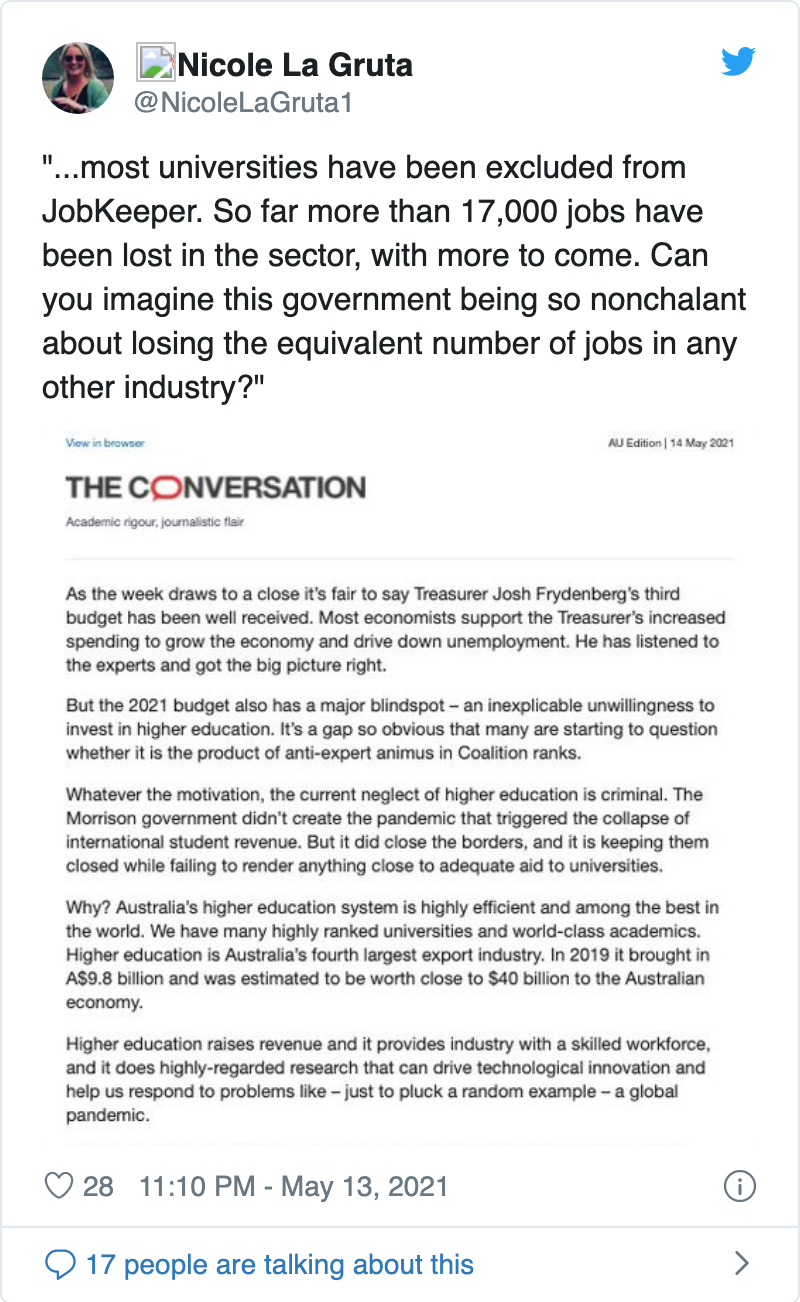 Nicole La Gruta
@NicoleLaGruta1
"...most universities have been excluded from
JobKeeper. So far more than 17,000 jobs have
been lost in the sector, with more to come. Can
you imagine this government being so nonchalant
about losing the equivalent number of jobs in any
other industry?"
View in browser
AU Edition | 14 May 2021
THE CONVERSATION
Academic rigour, journalistic flair
As the week draws to a close it's fair to say Treasurer Josh Frydenberg's third
budget has been well received. Most economists support the Treasurer's increased
spending to grow the economy and drive down unemployment. He has listened to
the experts and got the big picture right.
But the 2021 budget also has a major blindspot – an inexplicable unwillingness to
invest in higher education. It's a gap so obvious that many are starting to question
whether it is the product of anti-expert animus in Coalition ranks.
Whatever the motivation, the current neglect of higher education is criminal. The
Morrison government didn't create the pandemic that triggered the collapse of
international student revenue. But it did close the borders, and it is keeping them
closed while failing to render anything close to adequate aid to universities.
Why? Australia's higher education system is highly efficient and among the best in
the world. We have many highly ranked universities and world-class academics.
Higher education is Australia's fourth largest export industry. In 2019 it brought in
A$9.8 billion and was estimated to be worth close to $40 billion to the Australian
economy.
Higher education raises revenue and it provides industry with a skilled workforce,
and it does highly-regarded research that can drive technological innovation and
help us respond to problems like – just to pluck a random example – a global
pandemic.
28 11:10 PM - May 13, 2021
17 people are talking about this